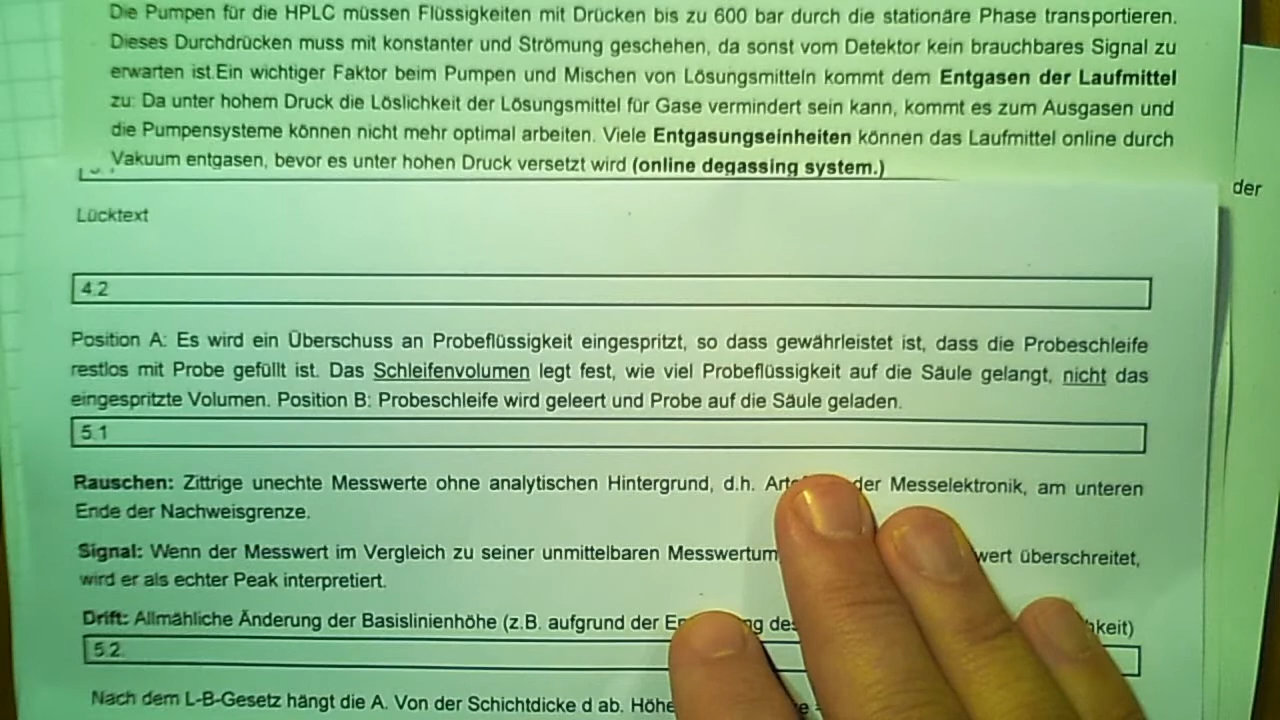 Die Pumpen für die HPLC müssen Flüssigkeiten mit Drücken bis zu 600 bar durch die stationäre Phase transportieren.
Dieses Durchdrücken muss mit konstanter und Strömung geschehen, da sonst vom Detektor kein brauchbares Signal zu
erwarten ist.Ein wichtiger Faktor beim Pumpen und Mischen von Lösungsmitteln kommt dem Entgasen der Laufmittel
zu: Da unter hohem Druck die Löslichkeit der Lösungsmittel für Gase vermindert sein kann, kommt es zum Ausgasen und
die Pumpensysteme können nicht mehr optimal arbeiten. Viele Entgasungseinheiten können das Laufmittel online durch
Vakuum entgasen, bevor es unter hohen Druck versetzt wird (online degassing system.)
der
Lücktext
4.2
Position A: Es wird ein Überschuss an Probeflüssigkeit eingespritzt, so dass gewährleistet ist, dass die Probeschleife
restlos mit Probe gefüllt ist. Das Schleifenvolumen legt fest, wie viel Probeflüssigkeit auf die Säule gelangt, nicht das
eingespritzte Volumen. Position B: Probeschleife wird geleert und Probe auf die Säule geladen.
5.1
Rauschen: Zittrige unechte Messwerte ohne analytischen Hintergrund, d.h. der Messelektronik, am unteren
Ende der Nachweisgrenze.
Signal: Wenn der Messwert im Vergleich zu seiner unmittelbaren überschreitet,
wird er als echter Peak interpretiert.
Drift: Allmähliche Änderung der Basislinienhöhe (z.B. aufgrund der
5.2
Nach dem L-B-Gesetz hängt die A. Von der Schichtdicke d ab.